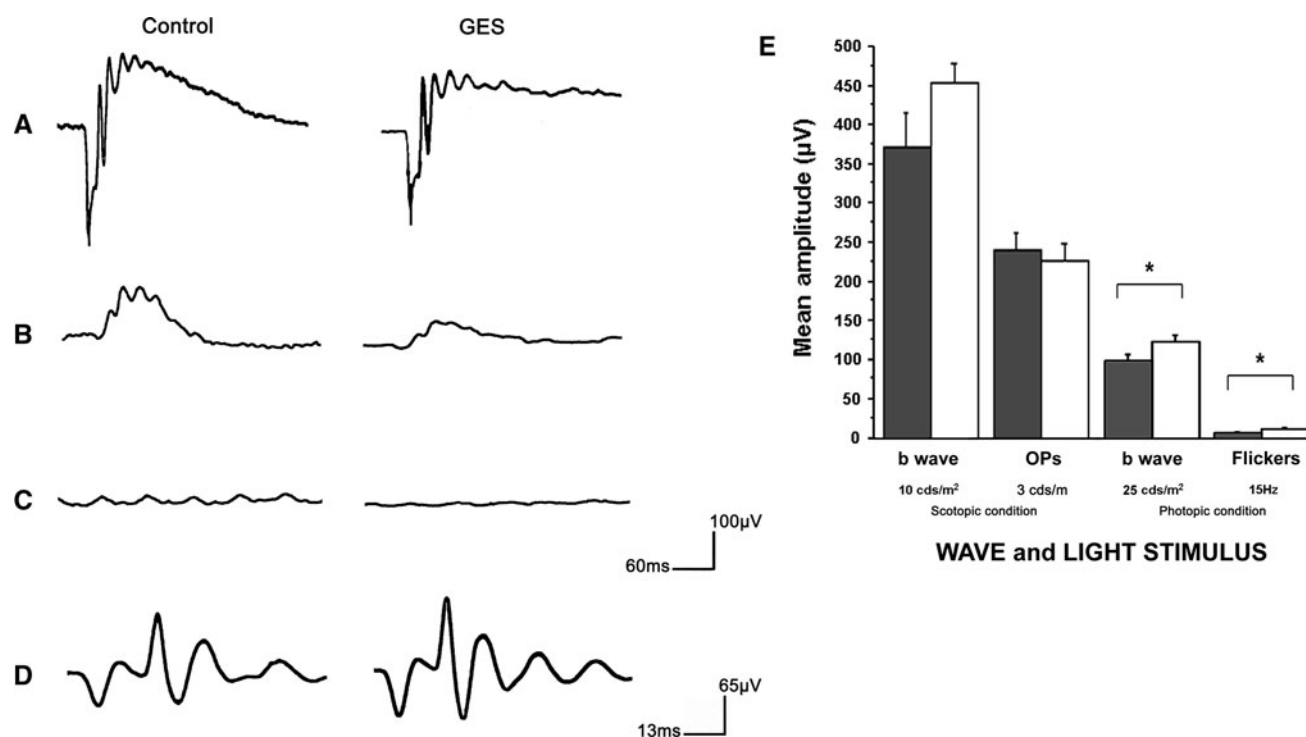 Control GES
A
B
C
100µV
60ms
D
65µV
13ms
E
Mean amplitude (µV)
500
450
400
350
300
250
200
150
100
50
0
*
*
b wave OPs b wave Flickers
10 cds/m² 3 cds/m 25 cds/m² 15Hz
Scotopic condition Photopic condition
WAVE and LIGHT STIMULUS